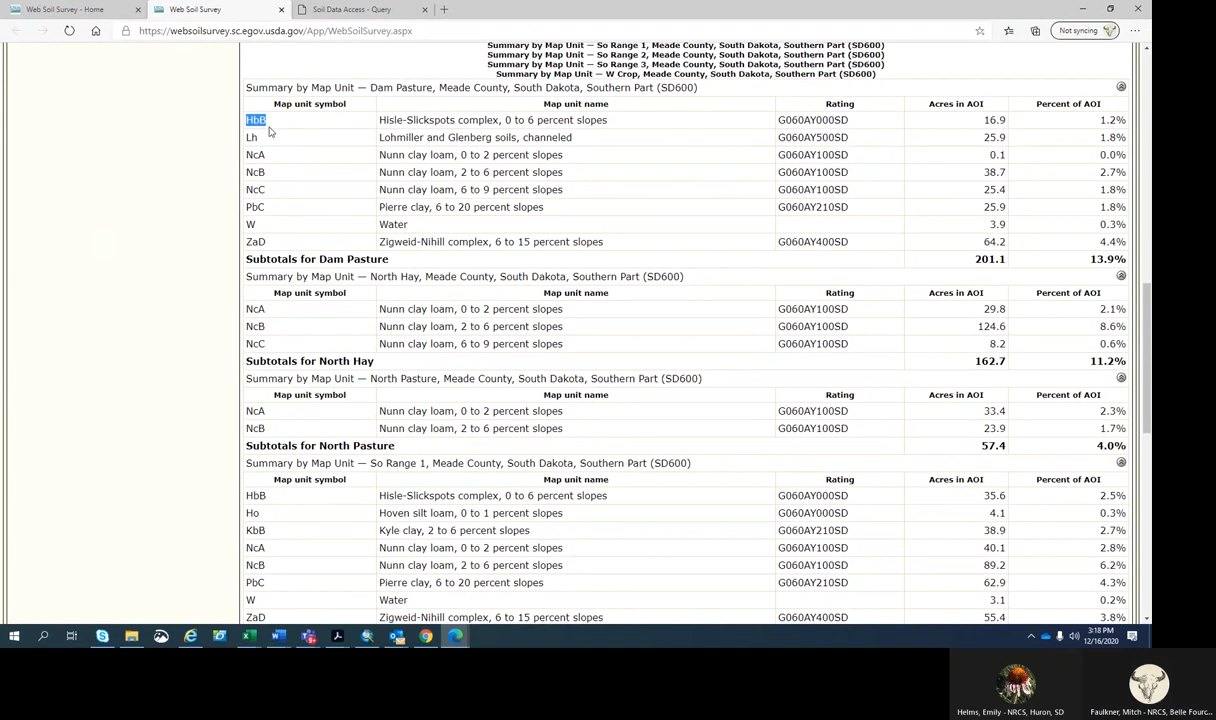 Web Soil Survey - Home
Web Soil Survey
Soil Data Access - Query
https://websoilsurvey.sc.egov.usda.gov/App/WebSoilSurvey.aspx
Not syncing
Summary by Map Unit — So Range 1, Meade County, South Dakota, Southern Part (SD600)
Summary by Map Unit — So Range 2, Meade County, South Dakota, Southern Part (SD600)
Summary by Map Unit — So Range 3, Meade County, South Dakota, Southern Part (SD600)
Summary by Map Unit — W Crop, Meade County, South Dakota, Southern Part (SD600)
Summary by Map Unit — Dam Pasture, Meade County, South Dakota, Southern Part (SD600)
Map unit symbol Map unit name Rating Acres in AOI Percent of AOI
HbB Hisle-Slickspots complex, 0 to 6 percent slopes G060AY000SD 16.9 1.2%
Lh Lohmiller and Glenberg soils, channeled G060AY500SD 25.9 1.8%
NcA Nunn clay loam, 0 to 2 percent slopes G060AY100SD 0.1 0.0%
NcB Nunn clay loam, 2 to 6 percent slopes G060AY100SD 38.7 2.7%
NcC Nunn clay loam, 6 to 9 percent slopes G060AY100SD 25.4 1.8%
PbC Pierre clay, 6 to 20 percent slopes G060AY210SD 25.9 1.8%
W Water 3.9 0.3%
ZaD Zigweid-Nihill complex, 6 to 15 percent slopes G060AY400SD 64.2 4.4%
Subtotals for Dam Pasture 201.1 13.9%
Summary by Map Unit — North Hay, Meade County, South Dakota, Southern Part (SD600)
Map unit symbol Map unit name Rating Acres in AOI Percent of AOI
NcA Nunn clay loam, 0 to 2 percent slopes G060AY100SD 29.8 2.1%
NcB Nunn clay loam, 2 to 6 percent slopes G060AY100SD 124.6 8.6%
NcC Nunn clay loam, 6 to 9 percent slopes G060AY100SD 8.2 0.6%
Subtotals for North Hay 162.7 11.2%
Summary by Map Unit — North Pasture, Meade County, South Dakota, Southern Part (SD600)
Map unit symbol Map unit name Rating Acres in AOI Percent of AOI
NcA Nunn clay loam, 0 to 2 percent slopes G060AY100SD 33.4 2.3%
NcB Nunn clay loam, 2 to 6 percent slopes G060AY100SD 23.9 1.7%
Subtotals for North Pasture 57.4 4.0%
Summary by Map Unit — So Range 1, Meade County, South Dakota, Southern Part (SD600)
Map unit symbol Map unit name Rating Acres in AOI Percent of AOI
HbB Hisle-Slickspots complex, 0 to 6 percent slopes G060AY000SD 35.6 2.5%
Ho Hoven silt loam, 0 to 1 percent slopes G060AY000SD 4.1 0.3%
KbB Kyle clay, 2 to 6 percent slopes G060AY210SD 38.9 2.7%
NcA Nunn clay loam, 0 to 2 percent slopes G060AY100SD 40.1 2.8%
NcB Nunn clay loam, 2 to 6 percent slopes G060AY100SD 89.2 6.2%
PbC Pierre clay, 6 to 20 percent slopes G060AY210SD 62.9 4.3%
W Water 3.1 0.2%
ZaD Zigweid-Nihill complex, 6 to 15 percent slopes G060AY400SD 55.4 3.8%
3:18 PM
12/16/2020
Helms, Emily - NRCS, Huron, SD
Faulkner, Mitch - NRCS, Belle Fourc...